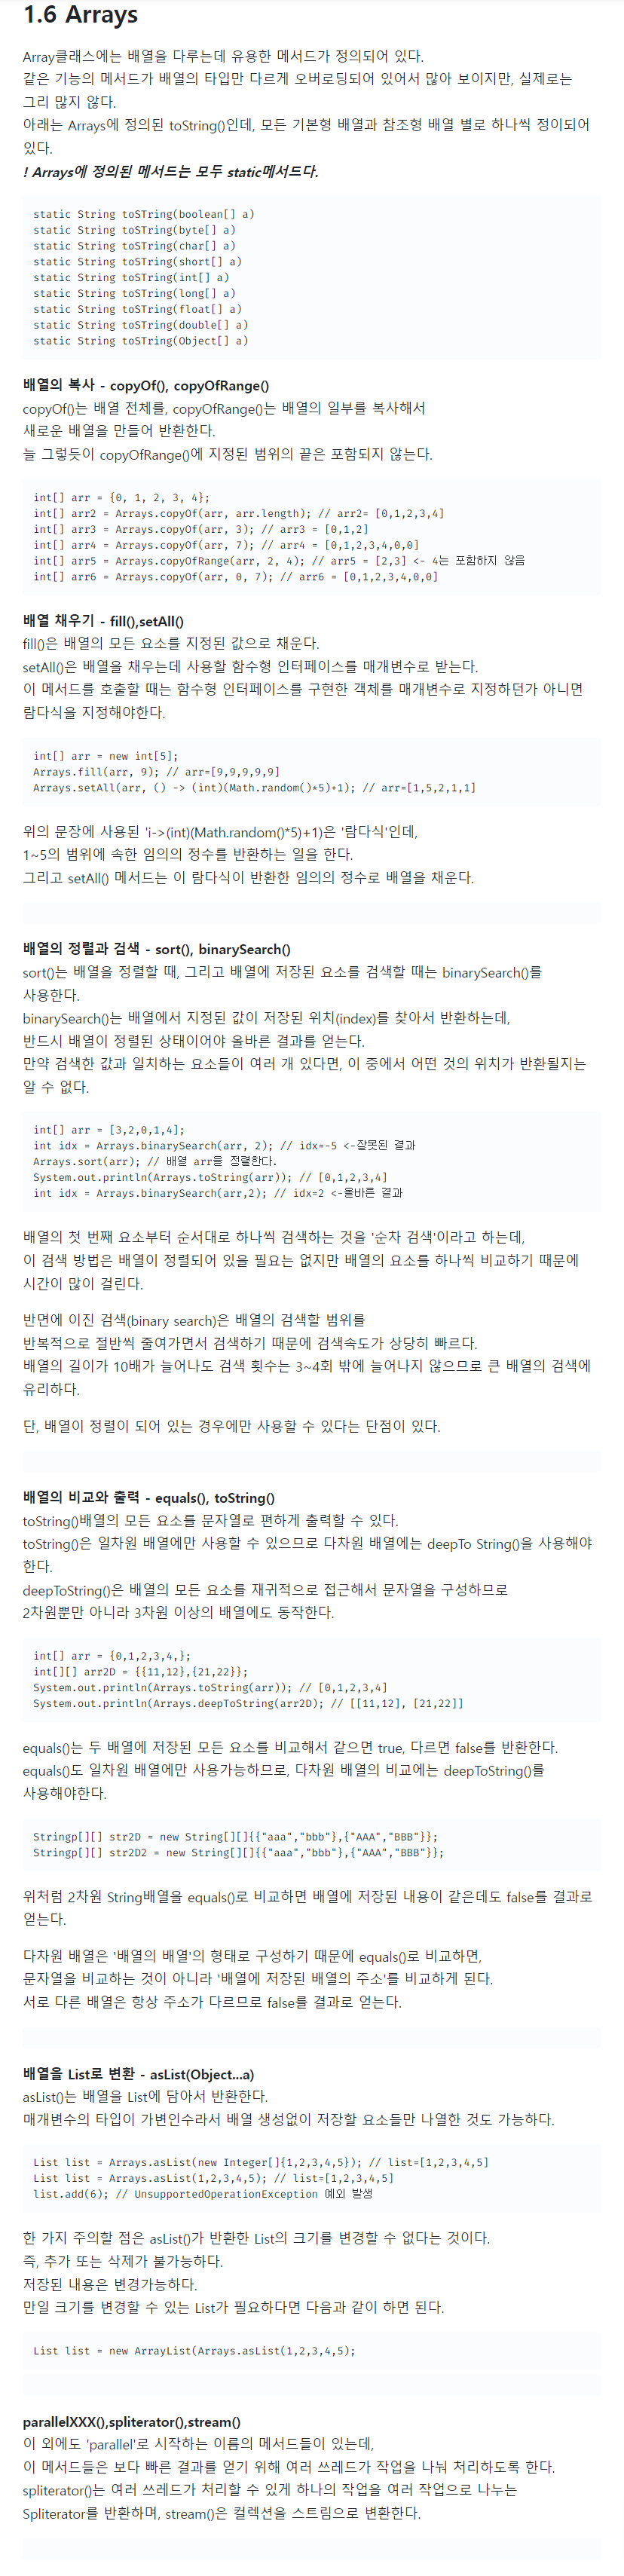 1.6 Arrays
Array클래스에는 배열을 다루는데 유용한 메서드가 정의되어 있다.
같은 기능의 메서드가 배열의 타입만 다르게 오버로딩되어 있어서 많아 보이지만, 실제로는
그리 많지 않다.
아래는 Arrays에 정의된 toString()인데, 모든 기본형 배열과 참조형 배열 별로 하나씩 정이되어
있다.
! Arrays에 정의된 메서드는 모두 static메서드다.
static String toSTring(boolean[] a)
static String toSTring(byte[] a)
static String toSTring(char[] a)
static String toSTring(short[] a)
static String toSTring(int[] a)
static String toSTring(long[] a)
static String toSTring(float[] a)
static String toSTring(double[] a)
static String toSTring(Object[] a)
배열의 복사 - copyOf(), copyOfRange()
copyOf()는 배열 전체를, copyOfRange()는 배열의 일부를 복사해서
새로운 배열을 만들어 반환한다.
늘 그렇듯이 copyOfRange()에 지정된 범위의 끝은 포함되지 않는다.
int[] arr = {0, 1, 2, 3, 4};
int[] arr2 = Arrays.copyOf(arr, arr.length); // arr2= [0,1,2,3,4]
int[] arr3 = Arrays.copyOf(arr, 3); // arr3 = [0,1,2]
int[] arr4 = Arrays.copyOf(arr, 7); // arr4 = [0,1,2,3,4,0,0]
int[] arr5 = Arrays.copyOfRange(arr, 2, 4); // arr5 = [2,3] <- 4는 포함하지 않음
int[] arr6 = Arrays.copyOf(arr, 0, 7); // arr6 = [0,1,2,3,4,0,0]
배열 채우기 - fill(),setAll()
fill()은 배열의 모든 요소를 지정된 값으로 채운다.
setAll()은 배열을 채우는데 사용할 함수형 인터페이스를 매개변수로 받는다.
이 메서드를 호출할 때는 함수형 인터페이스를 구현한 객체를 매개변수로 지정하던가 아니면
람다식을 지정해야한다.
int[] arr = new int[5];
Arrays.fill(arr, 9); // arr=[9,9,9,9,9]
Arrays.setAll(arr, () -> (int)(Math.random()*5)+1); // arr=[1,5,2,1,1]
위의 문장에 사용된 'i->(int)(Math.random()*5)+1)은 '람다식'인데,
1~5의 범위에 속한 임의의 정수를 반환하는 일을 한다.
그리고 setAll() 메서드는 이 람다식이 반환한 임의의 정수로 배열을 채운다.
배열의 정렬과 검색 - sort(), binarySearch()
sort()는 배열을 정렬할 때, 그리고 배열에 저장된 요소를 검색할 때는 binarySearch()를
사용한다.
binarySearch()는 배열에서 지정된 값이 저장된 위치(index)를 찾아서 반환하는데,
반드시 배열이 정렬된 상태이어야 올바른 결과를 얻는다.
만약 검색한 값과 일치하는 요소들이 여러 개 있다면, 이 중에서 어떤 것의 위치가 반환될지는
알 수 없다.
int[] arr = [3,2,0,1,4];
int idx = Arrays.binarySearch(arr, 2); // idx=-5 <-잘못된 결과
Arrays.sort(arr); // 배열 arr을 정렬한다.
System.out.println(Arrays.toString(arr)); // [0,1,2,3,4]
int idx = Arrays.binarySearch(arr,2); // idx=2 <-올바른 결과
배열의 첫 번째 요소부터 순서대로 하나씩 검색하는 것을 '순차 검색'이라고 하는데,
이 검색 방법은 배열이 정렬되어 있을 필요는 없지만 배열의 요소를 하나씩 비교하기 때문에
시간이 많이 걸린다.
반면에 이진 검색(binary search)은 배열의 검색할 범위를
반복적으로 절반씩 줄여가면서 검색하기 때문에 검색속도가 상당히 빠르다.
배열의 길이가 10배가 늘어나도 검색 횟수는 3~4회 밖에 늘어나지 않으므로 큰 배열의 검색에
유리하다.
단, 배열이 정렬이 되어 있는 경우에만 사용할 수 있다는 단점이 있다.
배열의 비교와 출력 - equals(), toString()
toString()배열의 모든 요소를 문자열로 편하게 출력할 수 있다.
toString()은 일차원 배열에만 사용할 수 있으므로 다차원 배열에는 deepTo String()을 사용해야
한다.
deepToString()은 배열의 모든 요소를 재귀적으로 접근해서 문자열을 구성하므로
2차원뿐만 아니라 3차원 이상의 배열에도 동작한다.
int[] arr = {0,1,2,3,4,};
int[][] arr2D = {{11,12},{21,22}};
System.out.println(Arrays.toString(arr)); // [0,1,2,3,4]
System.out.println(Arrays.deepToString(arr2D); // [[11,12], [21,22]]
equals()는 두 배열에 저장된 모든 요소를 비교해서 같으면 true, 다르면 false를 반환한다.
equals()도 일차원 배열에만 사용가능하므로, 다차원 배열의 비교에는 deepToString()를
사용해야한다.
Stringp[][] str2D = new String[][]{{"aaa","bbb"},{"AAA","BBB"}};
Stringp[][] str2D2 = new String[][]{{"aaa","bbb"},{"AAA","BBB"}};
위처럼 2차원 String배열을 equals()로 비교하면 배열에 저장된 내용이 같은데도 false를 결과로
얻는다.
다차원 배열은 '배열의 배열'의 형태로 구성하기 때문에 equals()로 비교하면,
문자열을 비교하는 것이 아니라 '배열에 저장된 배열의 주소'를 비교하게 된다.
서로 다른 배열은 항상 주소가 다르므로 false를 결과로 얻는다.
배열을 List로 변환 - asList(Object...a)
asList()는 배열을 List에 담아서 반환한다.
매개변수의 타입이 가변인수라서 배열 생성없이 저장할 요소들만 나열한 것도 가능하다.
List list = Arrays.asList(new Integer[]{1,2,3,4,5}); // list=[1,2,3,4,5]
List list = Arrays.asList(1,2,3,4,5); // list=[1,2,3,4,5]
list.add(6); // UnsupportedOperationException 예외 발생
한 가지 주의할 점은 asList()가 반환한 List의 크기를 변경할 수 없다는 것이다.
즉, 추가 또는 삭제가 불가능하다.
저장된 내용은 변경가능하다.
만일 크기를 변경할 수 있는 List가 필요하다면 다음과 같이 하면 된다.
List list = new ArrayList(Arrays.asList(1,2,3,4,5);
parallelXXX(),spliterator(),stream()
이 외에도 'parallel'로 시작하는 이름의 메서드들이 있는데,
이 메서드들은 보다 빠른 결과를 얻기 위해 여러 쓰레드가 작업을 나눠 처리하도록 한다.
spliterator()는 여러 쓰레드가 처리할 수 있게 하나의 작업을 여러 작업으로 나누는
Spliterator를 반환하며, stream()은 컬렉션을 스트림으로 변환한다.